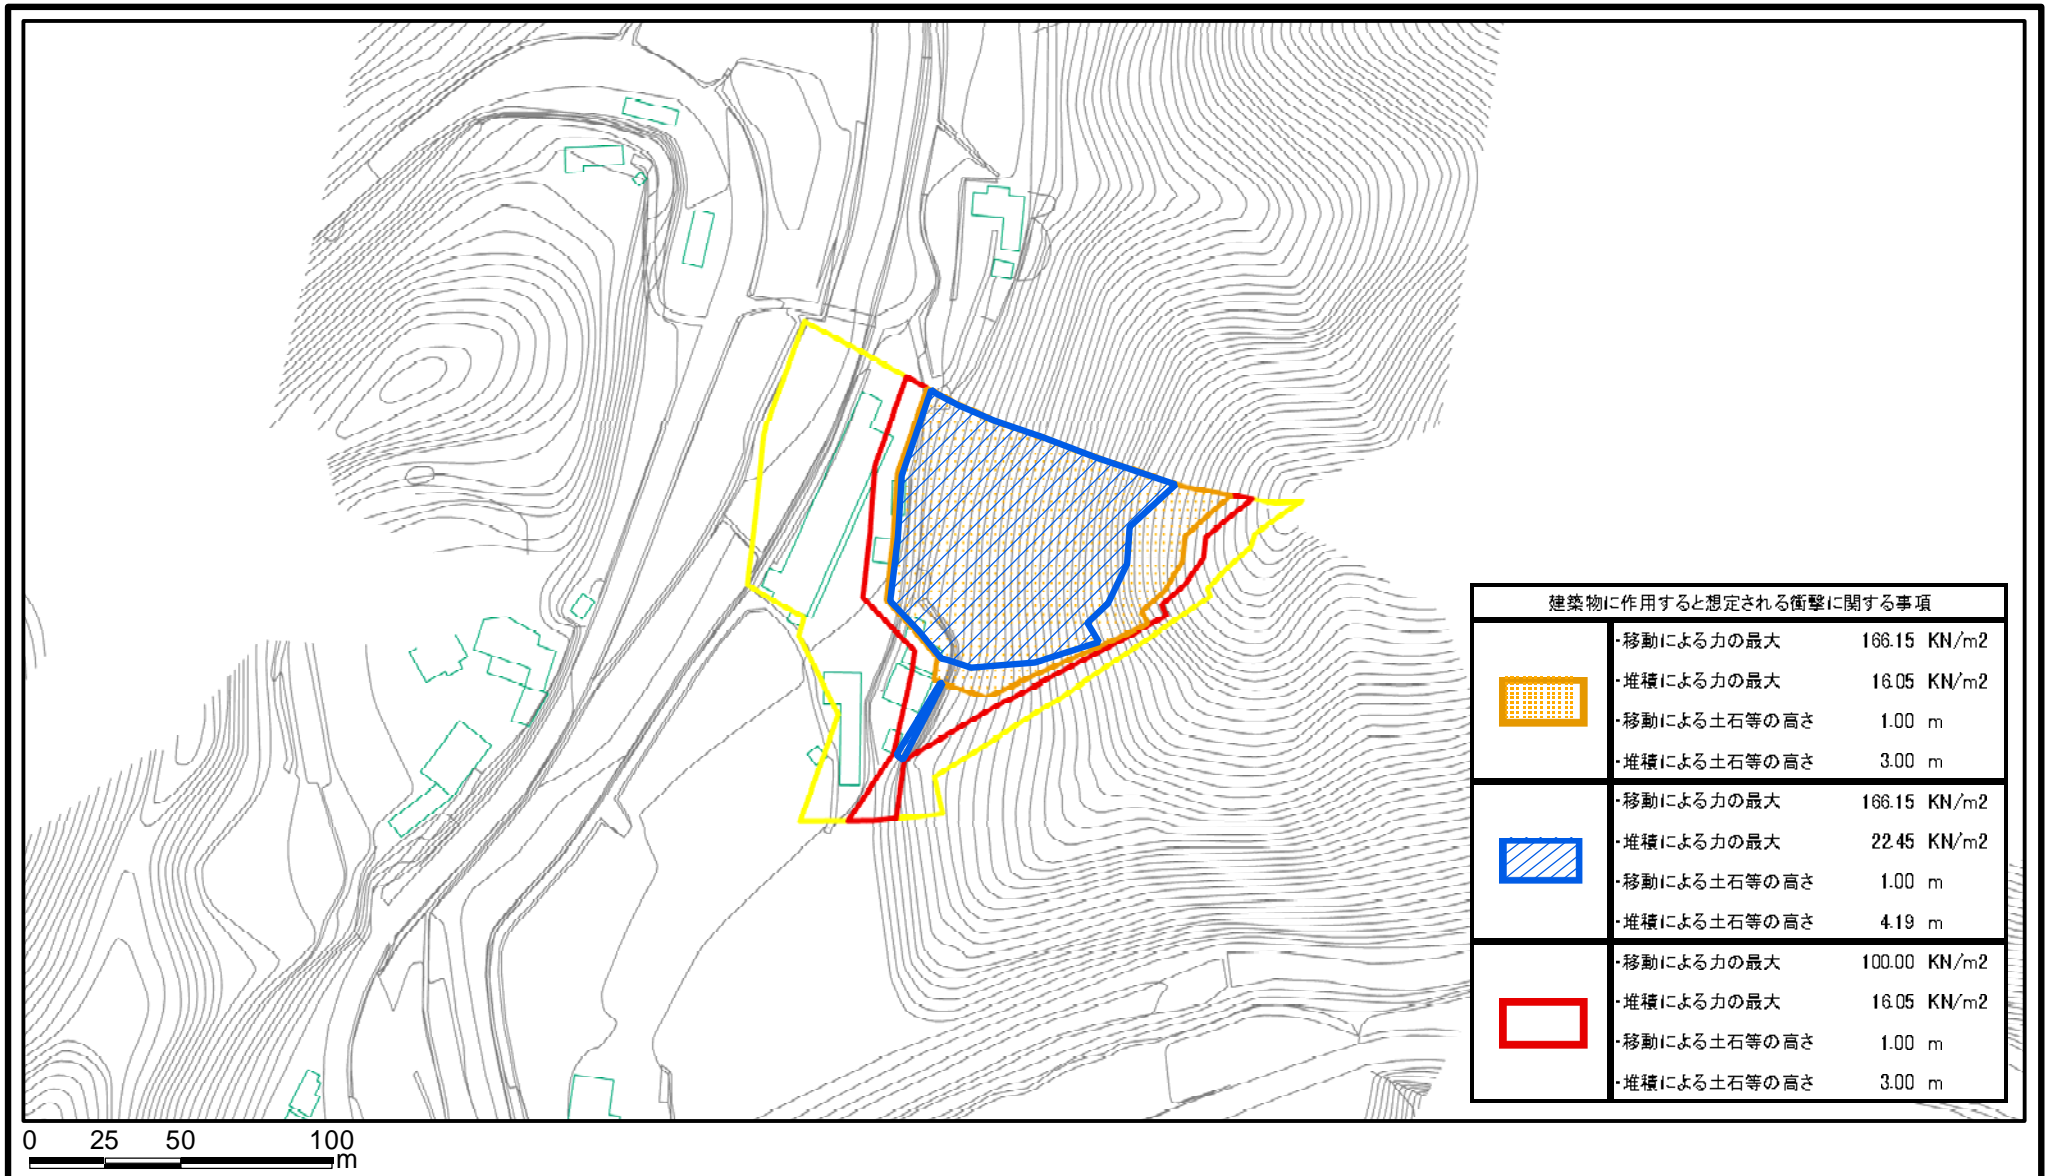 建築物に作用すると想定される衝撃に関する事項
・移動による力の最大 166.15 KN/m2
・堆積による力の最大 16.05 KN/m2
・移動による土石等の高さ 1.00 m
・堆積による土石等の高さ 3.00 m
・移動による力の最大 166.15 KN/m2
・堆積による力の最大 22.45 KN/m2
・移動による土石等の高さ 1.00 m
・堆積による土石等の高さ 4.19 m
・移動による力の最大 100.00 KN/m2
・堆積による力の最大 16.05 KN/m2
・移動による土石等の高さ 1.00 m
・堆積による土石等の高さ 3.00 m
0 25 50 100
m